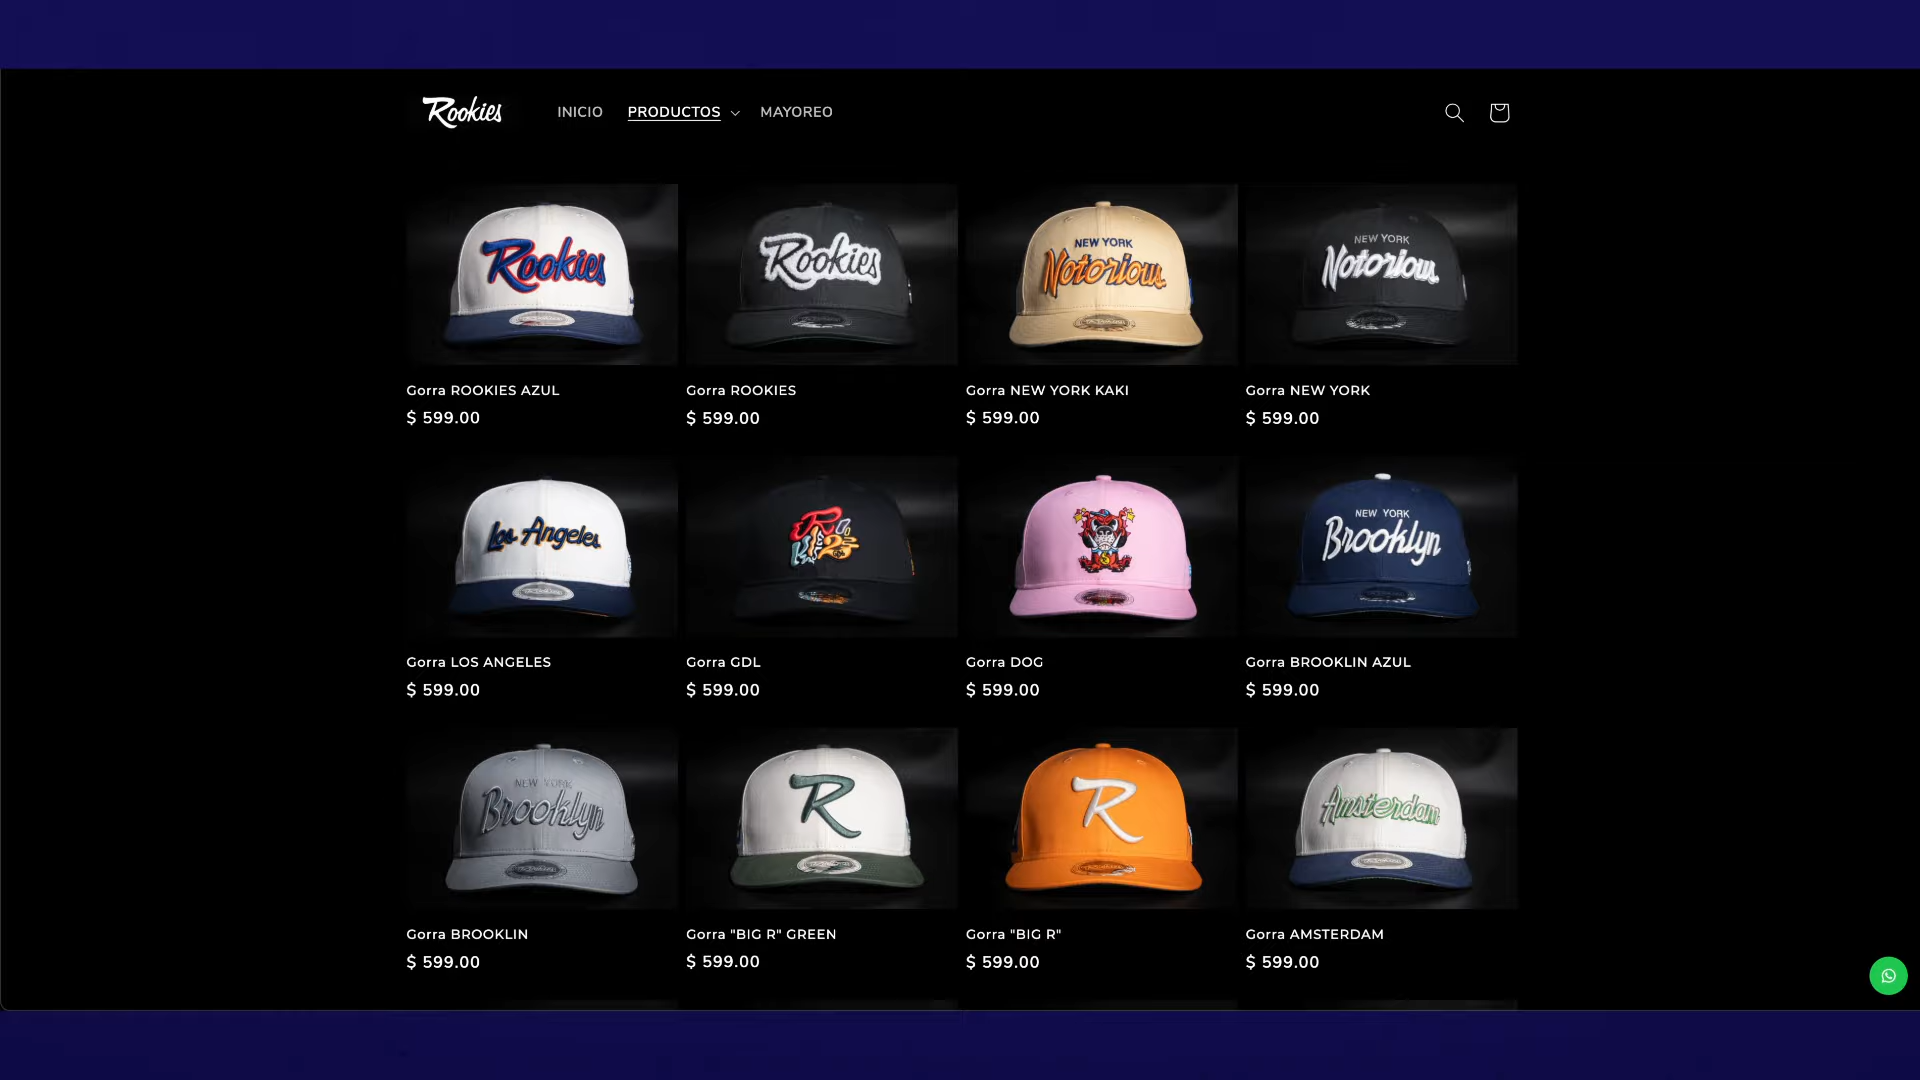 Rookies
INICIO
PRODUCTOS
MAYOREO
Rookies
Rookies
NEW YORK
Notorious.
NEW YORK
Notorious.
Gorra ROOKIES AZUL
Gorra ROOKIES
Gorra NEW YORK KAKI
Gorra NEW YORK
$ 599.00
$ 599.00
$ 599.00
$ 599.00
Los Angeles
NEW YORK
Brooklyn
Gorra LOS ANGELES
Gorra GDL
Gorra DOG
Gorra BROOKLIN AZUL
$ 599.00
$ 599.00
$ 599.00
$ 599.00
NEW YORK
Brooklyn
R
R
Amsterdam
Gorra BROOKLIN
Gorra "BIG R" GREEN
Gorra "BIG R"
Gorra AMSTERDAM
$ 599.00
$ 599.00
$ 599.00
$ 599.00